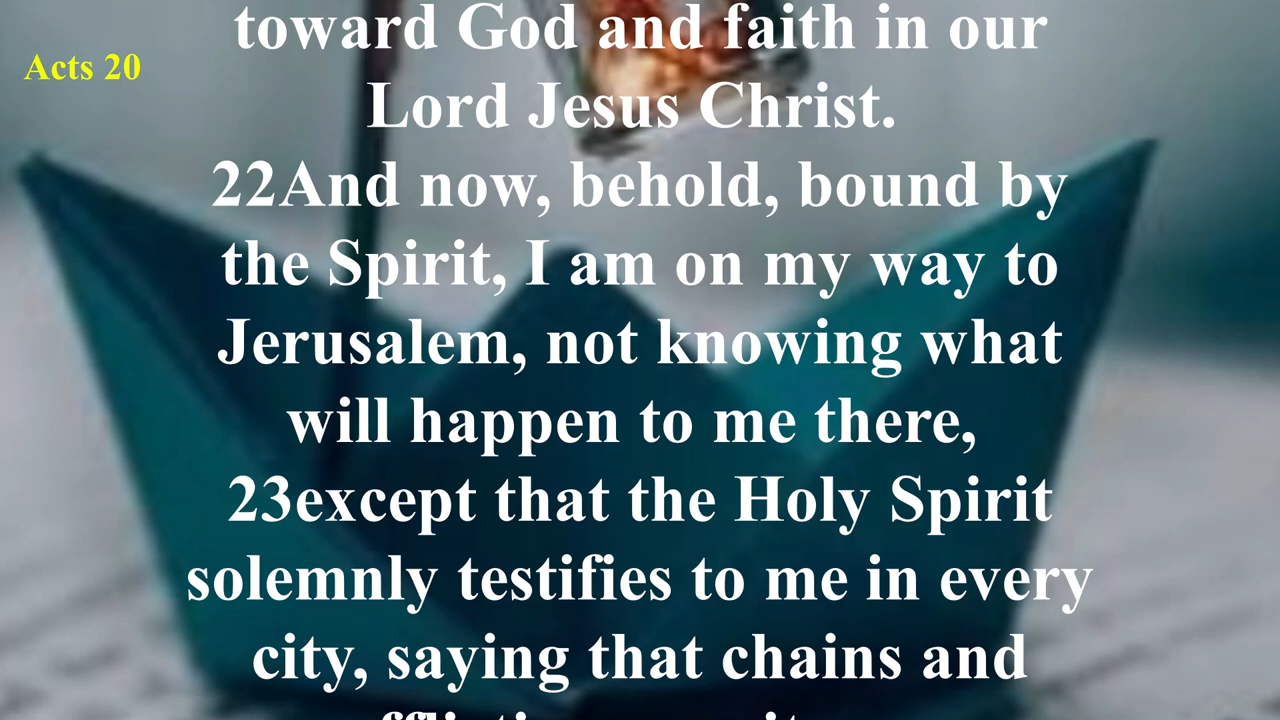 toward God and faith in our
Acts 20
Lord Jesus Christ.
22And now, behold, bound by
the Spirit, I am on my way to
Jerusalem, not knowing what
will happen to me there,
23except that the Holy Spirit
solemnly testifies to me in every
city, saying that chains and